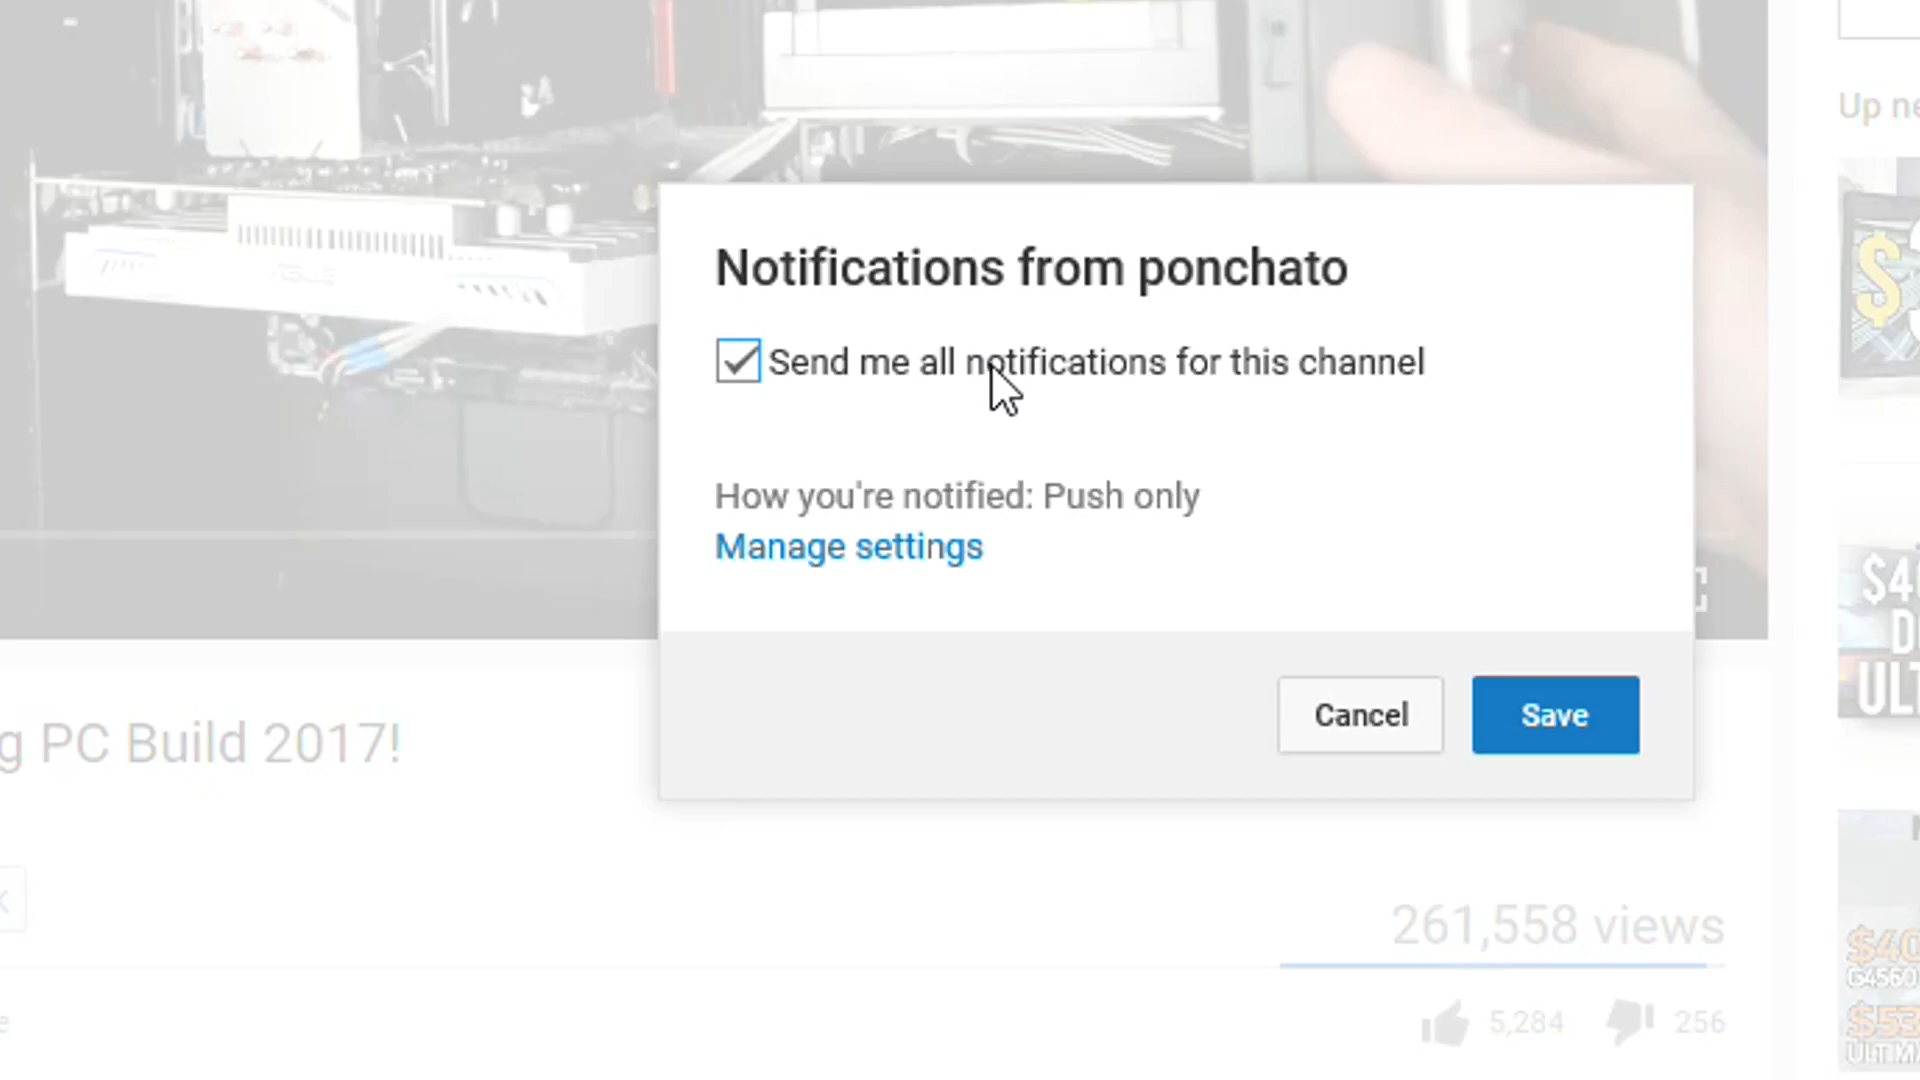 Up
Notifications from ponchato
Send me all notifications for this channel
$
How you're notified: Push only
Manage settings
Cancel
Save
PC Build 2017!
261,558 views
5,284
256
G4560